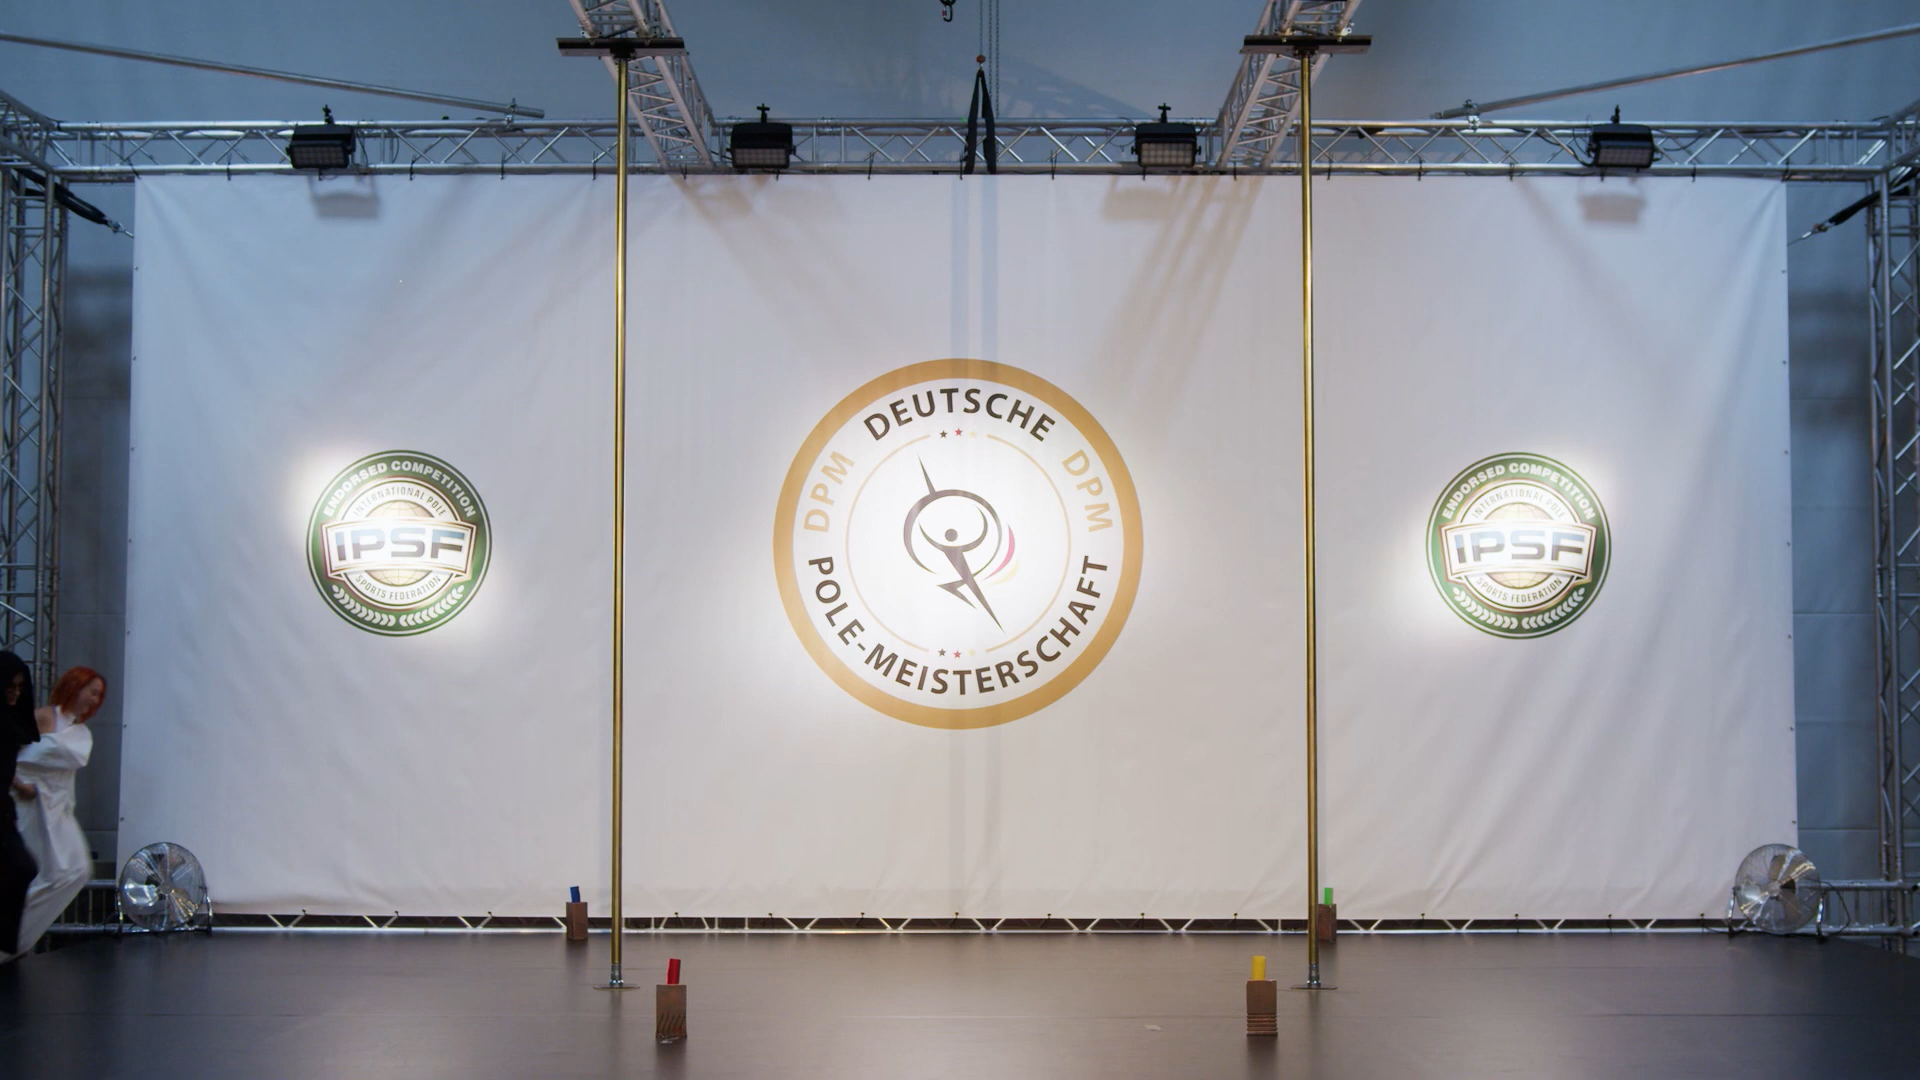 ENDORSED COMPETITION
INTERNATIONAL POLE
IPSF
SPORTS FEDERATION
DEUTSCHE
DPM
DPM
POLE-MEISTERSCHAFT
ENDORSED COMPETITION
INTERNATIONAL POLE
IPSF
SPORTS FEDERATION